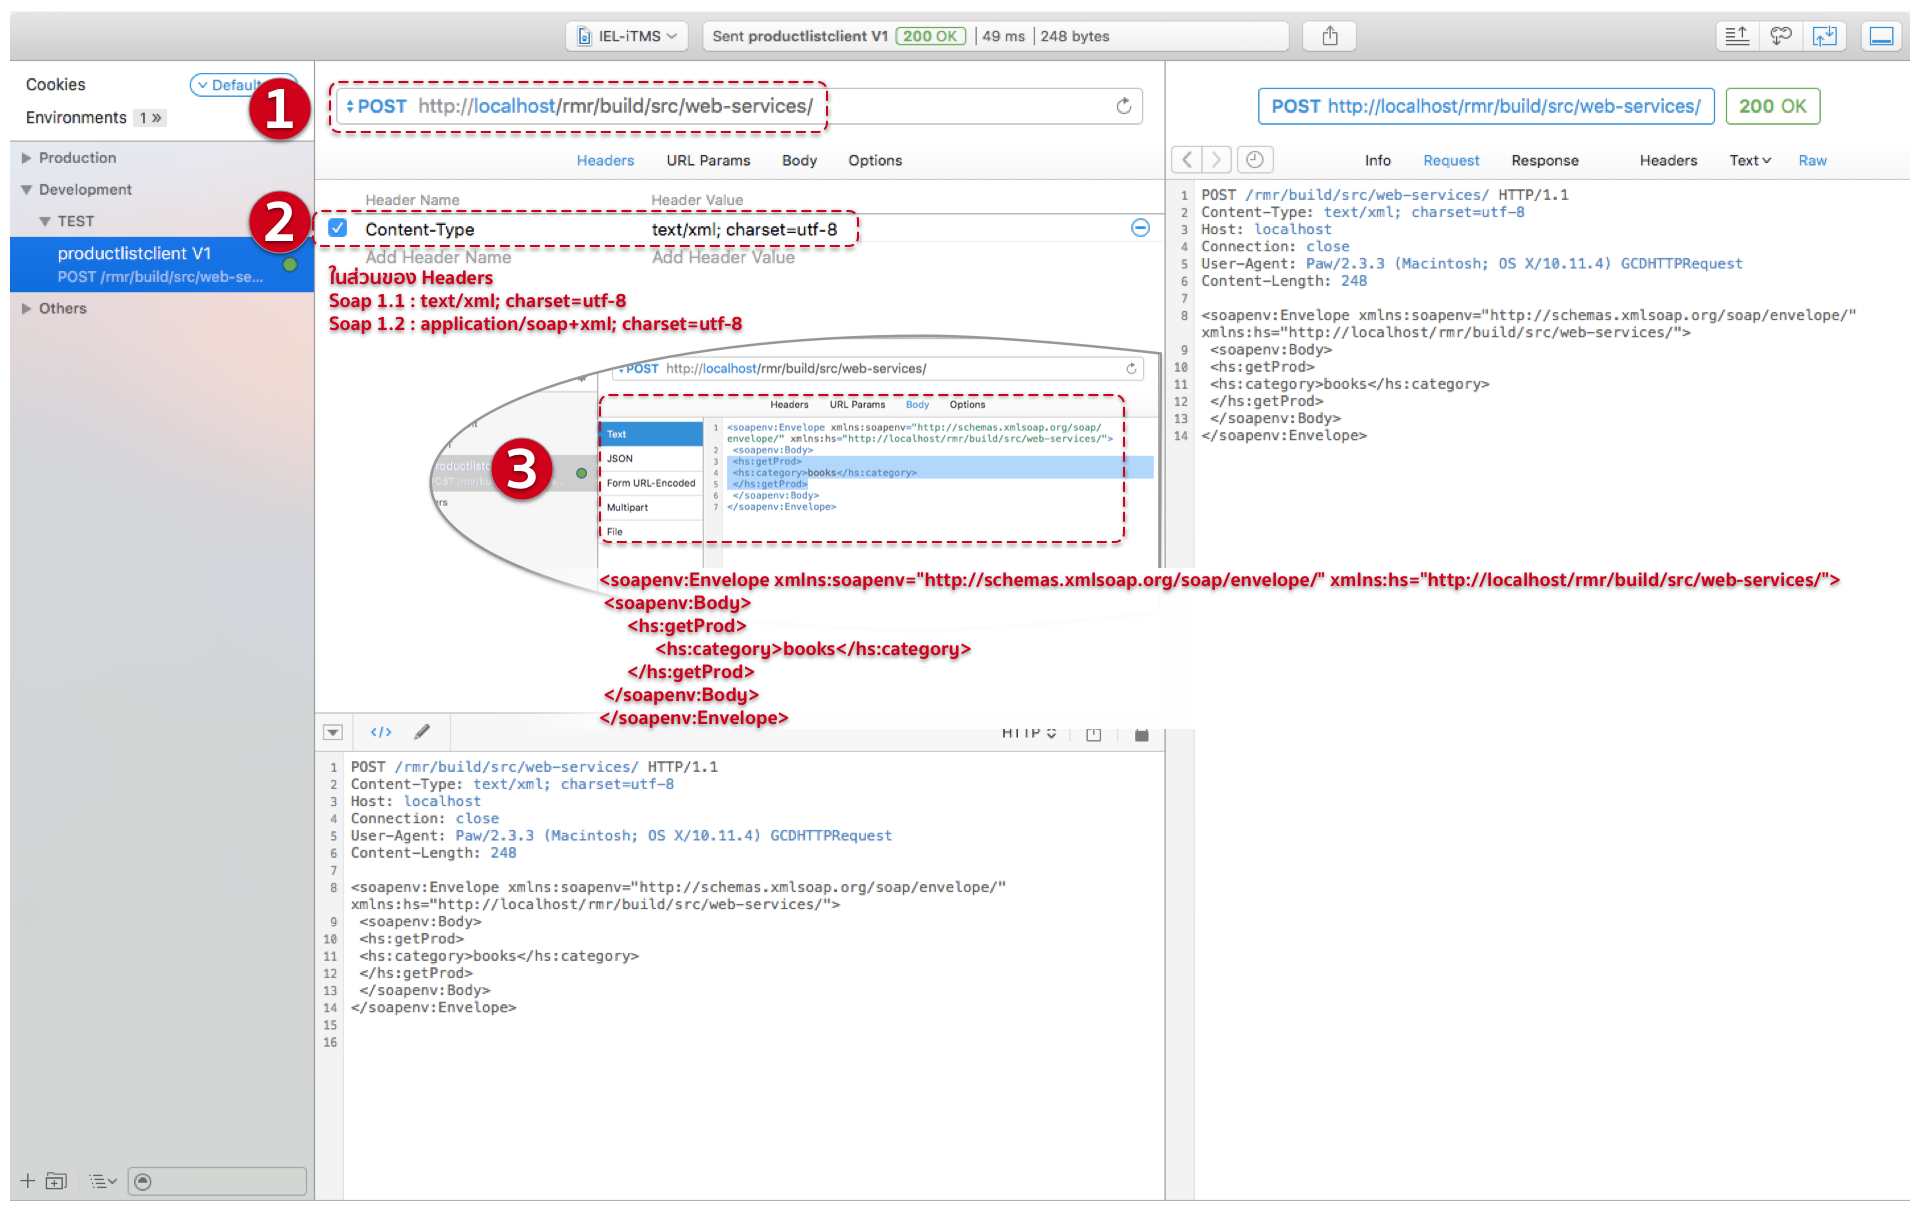 IEL-iTMS
Sent productlistclient V1 200 OK 49 ms 248 bytes
Cookies
Default
Environments 1 »
Production
Development
TEST
productlistclient V1
POST /rmr/build/src/web-se...
Others
1
POST http://localhost/rmr/build/src/web-services/
Headers URL Params Body Options
Header Name Header Value
2
Content-Type text/xml; charset=utf-8
Add Header Name Add Header Value
ในส่วนของ Headers
Soap 1.1 : text/xml; charset=utf-8
Soap 1.2 : application/soap+xml; charset=utf-8
POST http://localhost/rmr/build/src/web-services/
Headers URL Params Body Options
3
Text
JSON
Form URL-Encoded
Multipart
File
1 <soapenv:Envelope xmlns:soapenv="http://schemas.xmlsoap.org/soap/
envelope/" xmlns:hs="http://localhost/rmr/build/src/web-services/">
2 <soapenv:Body>
3 <hs:getProd>
4 <hs:category>books</hs:category>
5 </hs:getProd>
6 </soapenv:Body>
7 </soapenv:Envelope>
<soapenv:Envelope xmlns:soapenv="http://schemas.xmlsoap.org/soap/envelope/" xmlns:hs="http://localhost/rmr/build/src/web-services/">
<soapenv:Body>
<hs:getProd>
<hs:category>books</hs:category>
</hs:getProd>
</soapenv:Body>
</soapenv:Envelope>
HTTP
1 POST /rmr/build/src/web-services/ HTTP/1.1
2 Content-Type: text/xml; charset=utf-8
3 Host: localhost
4 Connection: close
5 User-Agent: Paw/2.3.3 (Macintosh; OS X/10.11.4) GCDHTTPRequest
6 Content-Length: 248
7
8 <soapenv:Envelope xmlns:soapenv="http://schemas.xmlsoap.org/soap/envelope/"
xmlns:hs="http://localhost/rmr/build/src/web-services/">
9 <soapenv:Body>
10 <hs:getProd>
11 <hs:category>books</hs:category>
12 </hs:getProd>
13 </soapenv:Body>
14 </soapenv:Envelope>
15
16
POST http://localhost/rmr/build/src/web-services/ 200 OK
Info Request Response Headers Text Raw
1 POST /rmr/build/src/web-services/ HTTP/1.1
2 Content-Type: text/xml; charset=utf-8
3 Host: localhost
4 Connection: close
5 User-Agent: Paw/2.3.3 (Macintosh; OS X/10.11.4) GCDHTTPRequest
6 Content-Length: 248
7
8 <soapenv:Envelope xmlns:soapenv="http://schemas.xmlsoap.org/soap/envelope/"
xmlns:hs="http://localhost/rmr/build/src/web-services/">
9 <soapenv:Body>
10 <hs:getProd>
11 <hs:category>books</hs:category>
12 </hs:getProd>
13 </soapenv:Body>
14 </soapenv:Envelope>